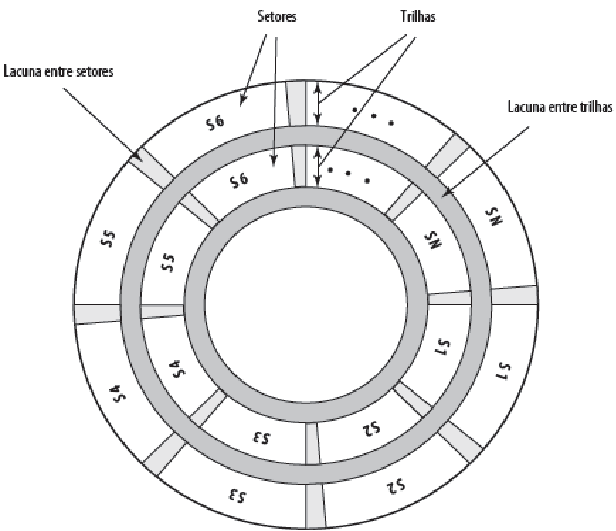 Setores
Trilhas
Lacuna entre setores
Lacuna entre trilhas
S6
• • •
SN
S6
• • •
SN
S5
S5
S4
S1
S1
S4
S3
S2
S3
S2